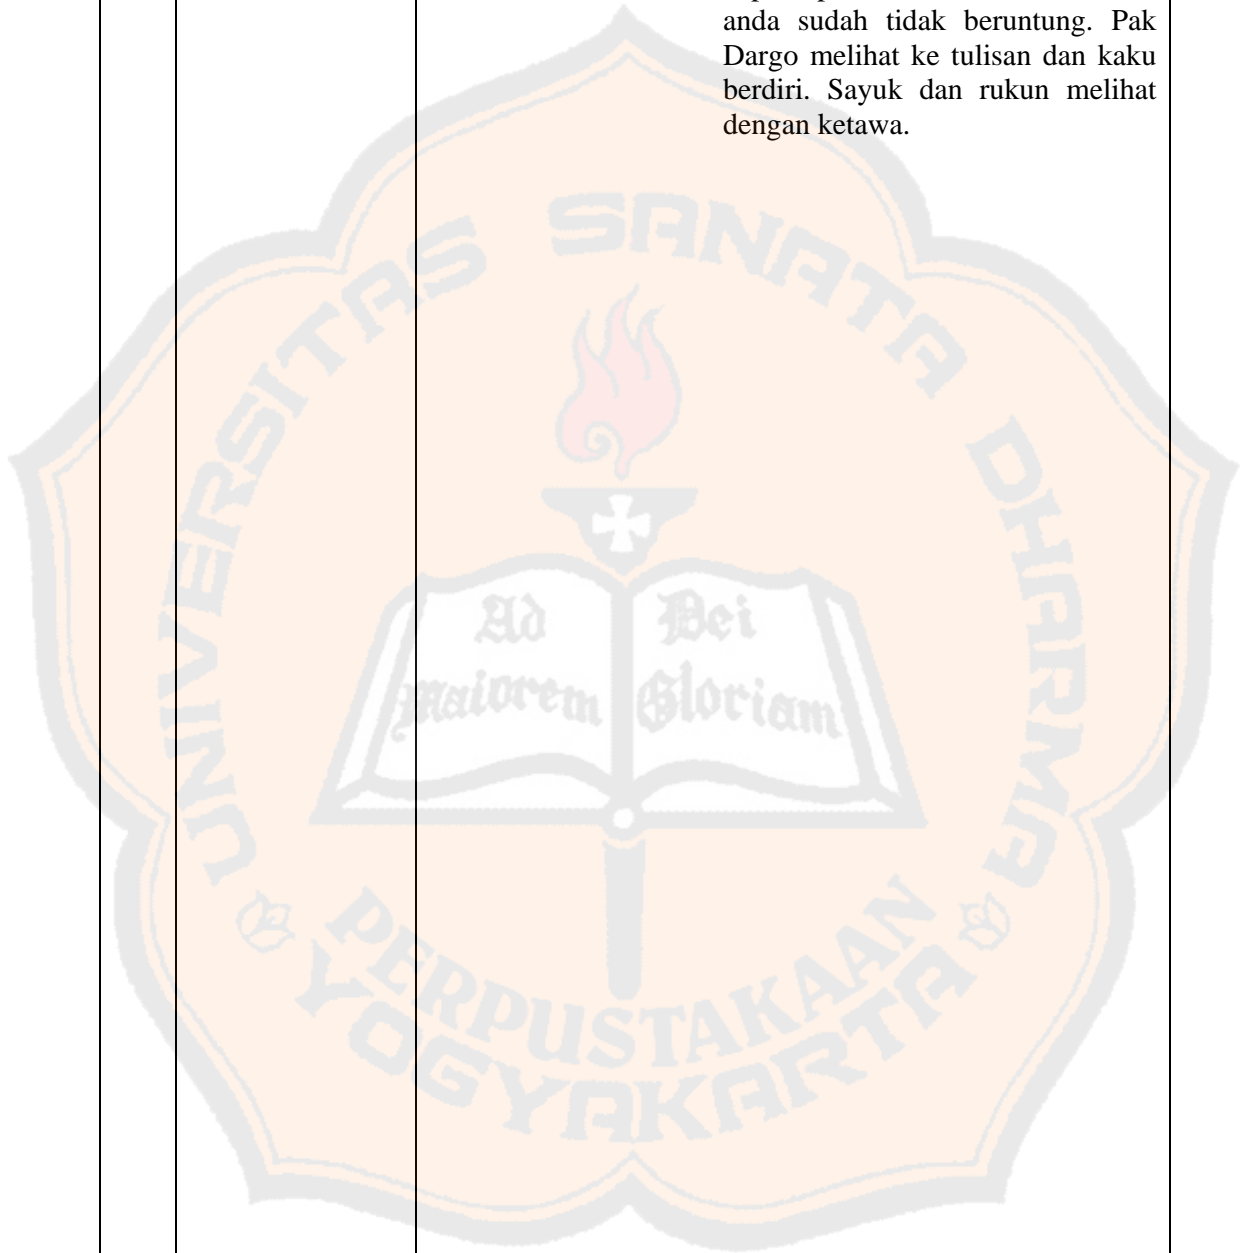 anda sudah tidak beruntung. Pak
Dargo melihat ke tulisan dan kaku
berdiri. Sayuk dan rukun melihat
dengan ketawa.
UNIVERSITAS SANATA DHARMA
Ad Dei
Maiorem Gloriam
PERPUSTAKAAN
YOGYAKARTA